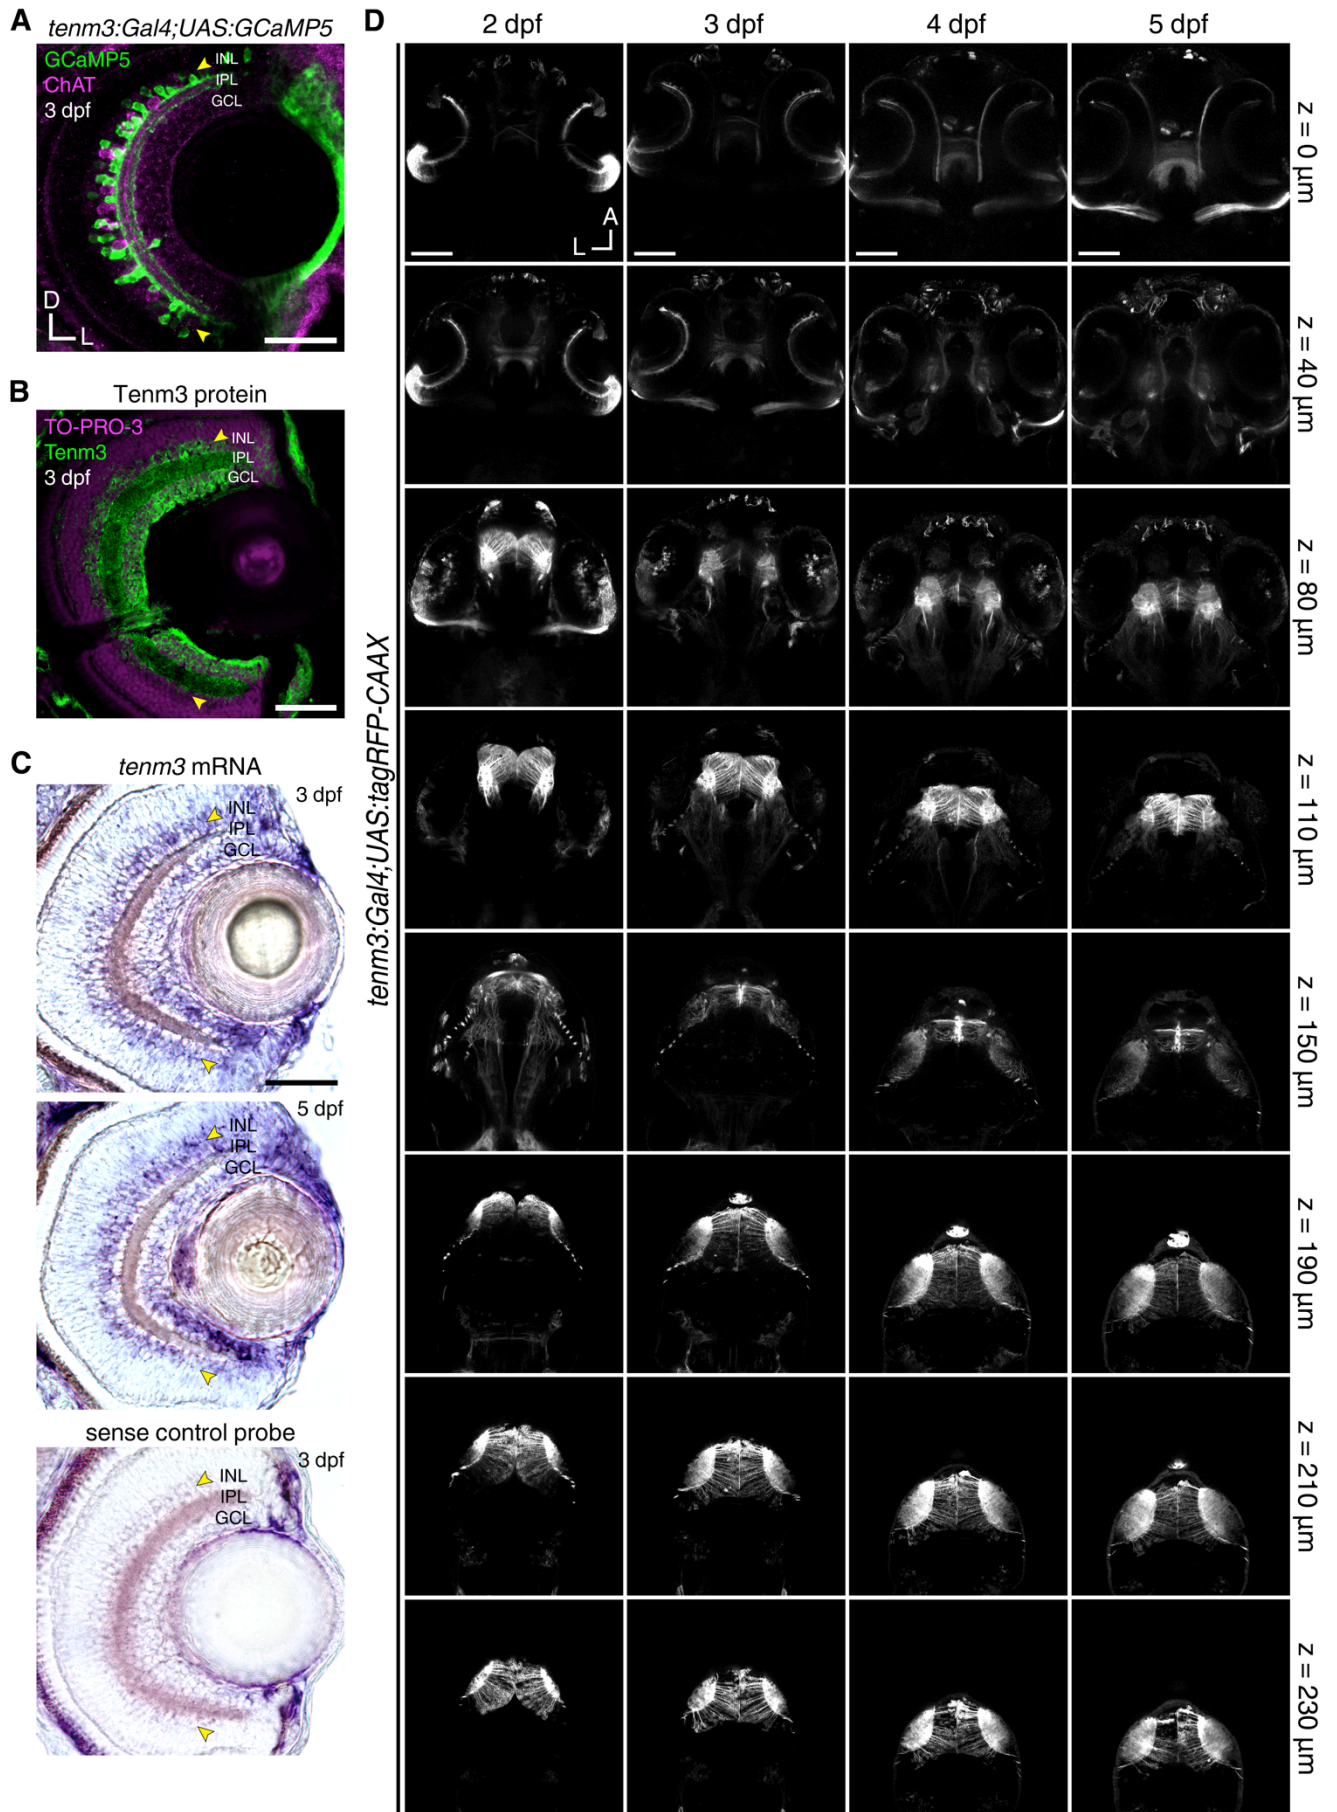 A
tenm3:Gal4;UAS:GCaMP5
GCaMP5
ChAT
3 dpf
INL
IPL
GCL
D
L
B
Tenm3 protein
TO-PRO-3
Tenm3
3 dpf
INL
IPL
GCL
C
tenm3 mRNA
3 dpf
INL
IPL
GCL
5 dpf
INL
IPL
GCL
sense control probe
3 dpf
INL
IPL
GCL
D
2 dpf
3 dpf
4 dpf
5 dpf
tenm3:Gal4;UAS:tagRFP-CAAX
A
L
z = 0 µm
z = 40 µm
z = 80 µm
z = 110 µm
z = 150 µm
z = 190 µm
z = 210 µm
z = 230 µm